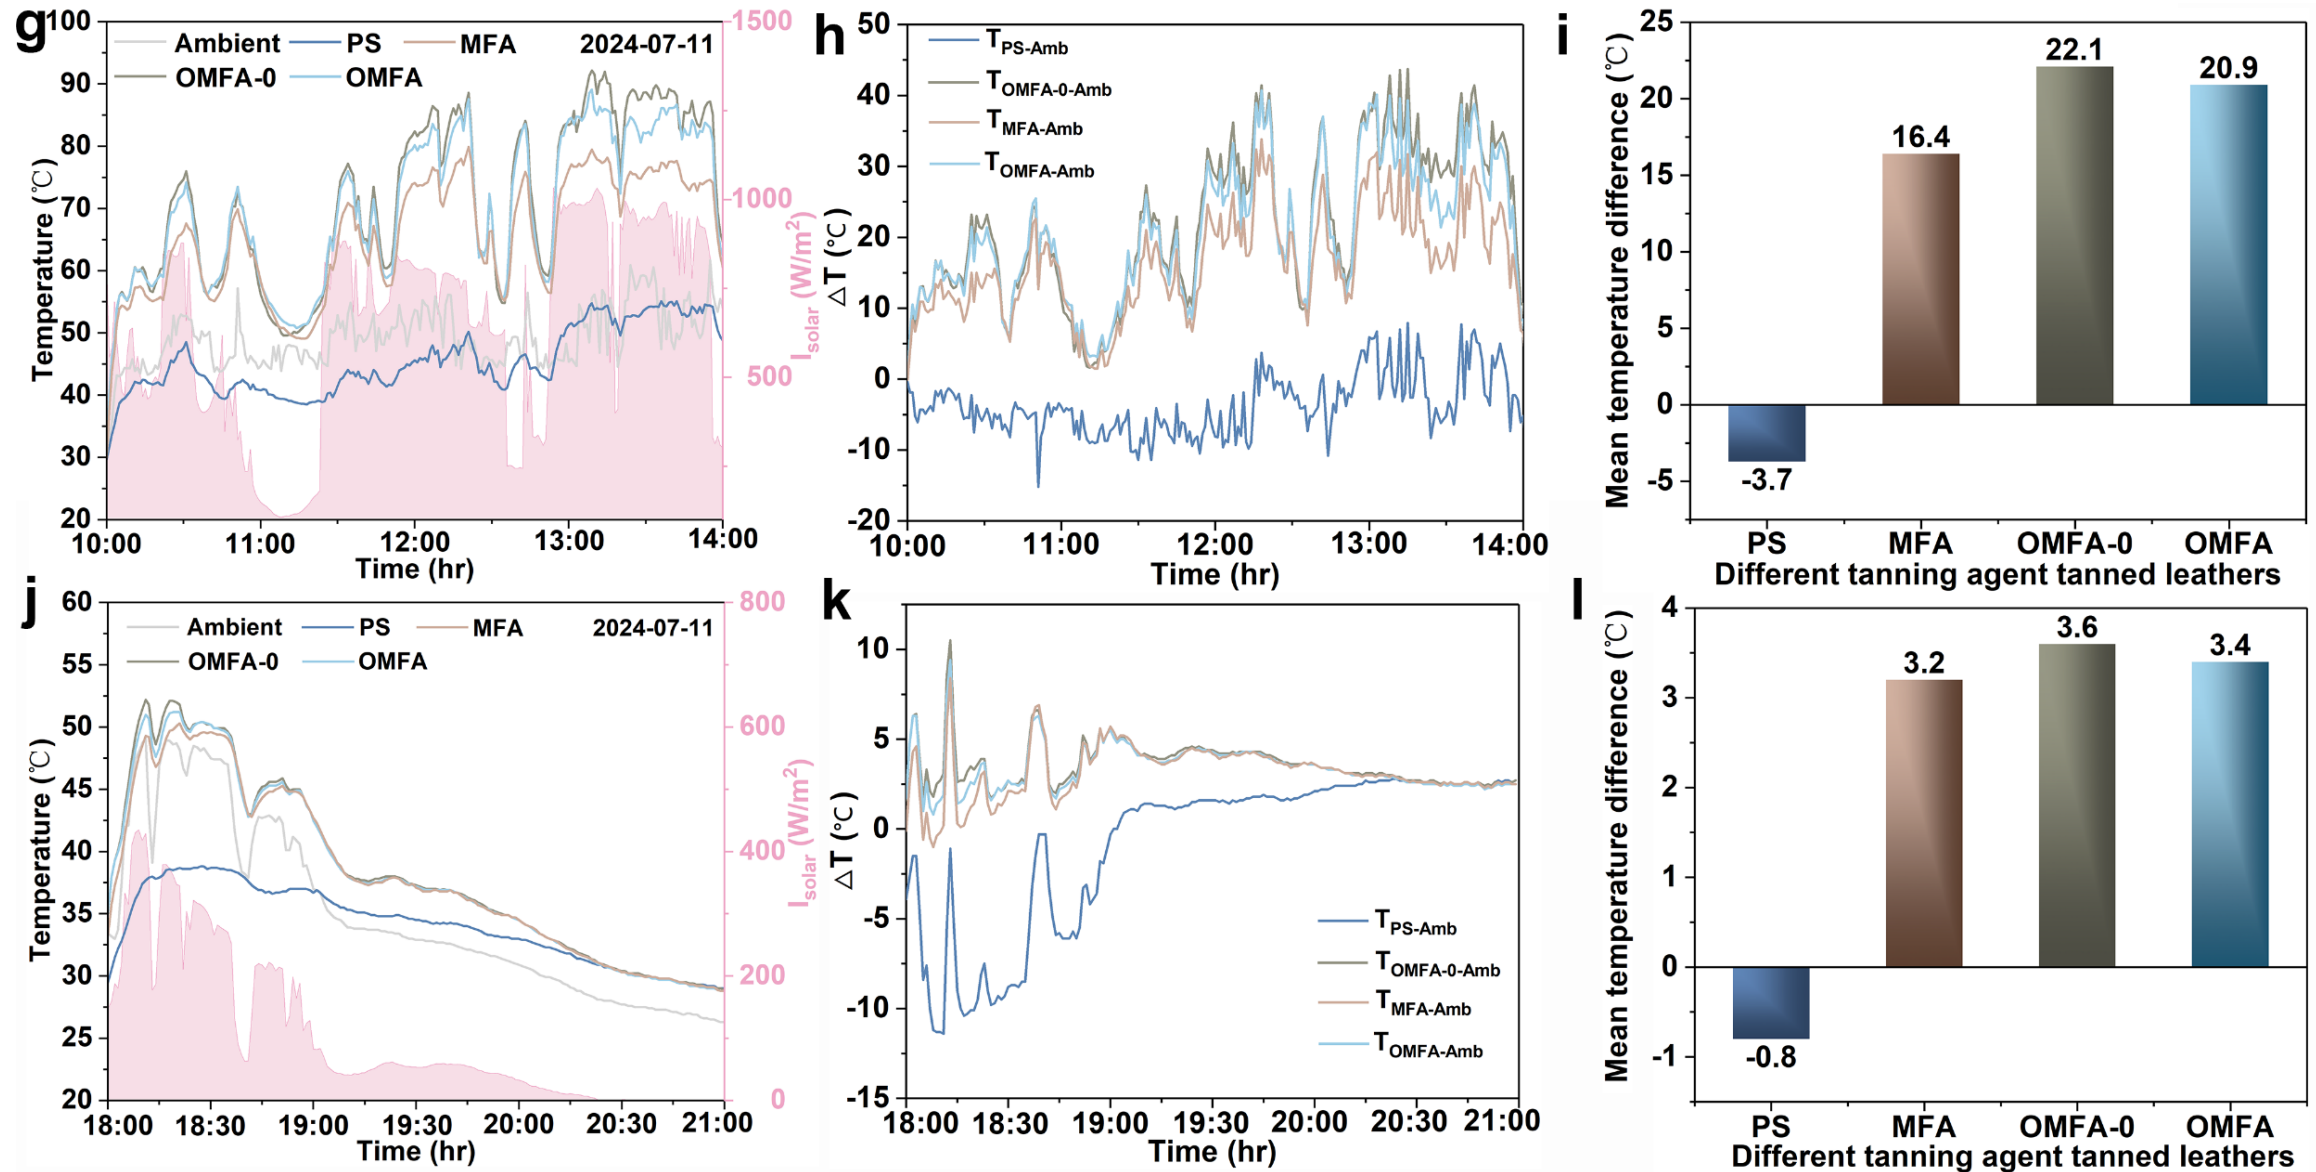 g
100
90
80
70
60
50
40
30
20
Temperature (℃)
Ambient PS MFA 2024-07-11
OMFA-0 OMFA
1500
1000
500
Isolar (W/m2)
10:00 11:00 12:00 13:00 14:00
Time (hr)
h
50
40
30
20
10
0
-10
-20
△T (℃)
TPS-Amb
TOMFA-0-Amb
TMFA-Amb
TOMFA-Amb
10:00 11:00 12:00 13:00 14:00
Time (hr)
i
25
20
15
10
5
0
-5
Mean temperature difference (℃)
-3.7
16.4
22.1
20.9
PS MFA OMFA-0 OMFA
Different tanning agent tanned leathers
j
60
55
50
45
40
35
30
25
20
Temperature (℃)
Ambient PS MFA 2024-07-11
OMFA-0 OMFA
800
600
400
200
0
Isolar (W/m2)
18:00 18:30 19:00 19:30 20:00 20:30 21:00
Time (hr)
k
10
5
0
-5
-10
-15
△T (℃)
TPS-Amb
TOMFA-0-Amb
TMFA-Amb
TOMFA-Amb
18:00 18:30 19:00 19:30 20:00 20:30 21:00
Time (hr)
l
4
3
2
1
0
-1
Mean temperature difference (℃)
-0.8
3.2
3.6
3.4
PS MFA OMFA-0 OMFA
Different tanning agent tanned leathers